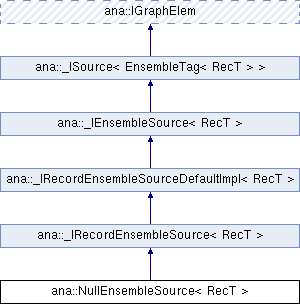 ana::IGraphElem
ana::_ISource< EnsembleTag< RecT > >
ana::_IEnsembleSource< RecT >
ana::_IRecordEnsembleSourceDefaultImpl< RecT >
ana::_IRecordEnsembleSource< RecT >
ana::NullEnsembleSource< RecT >